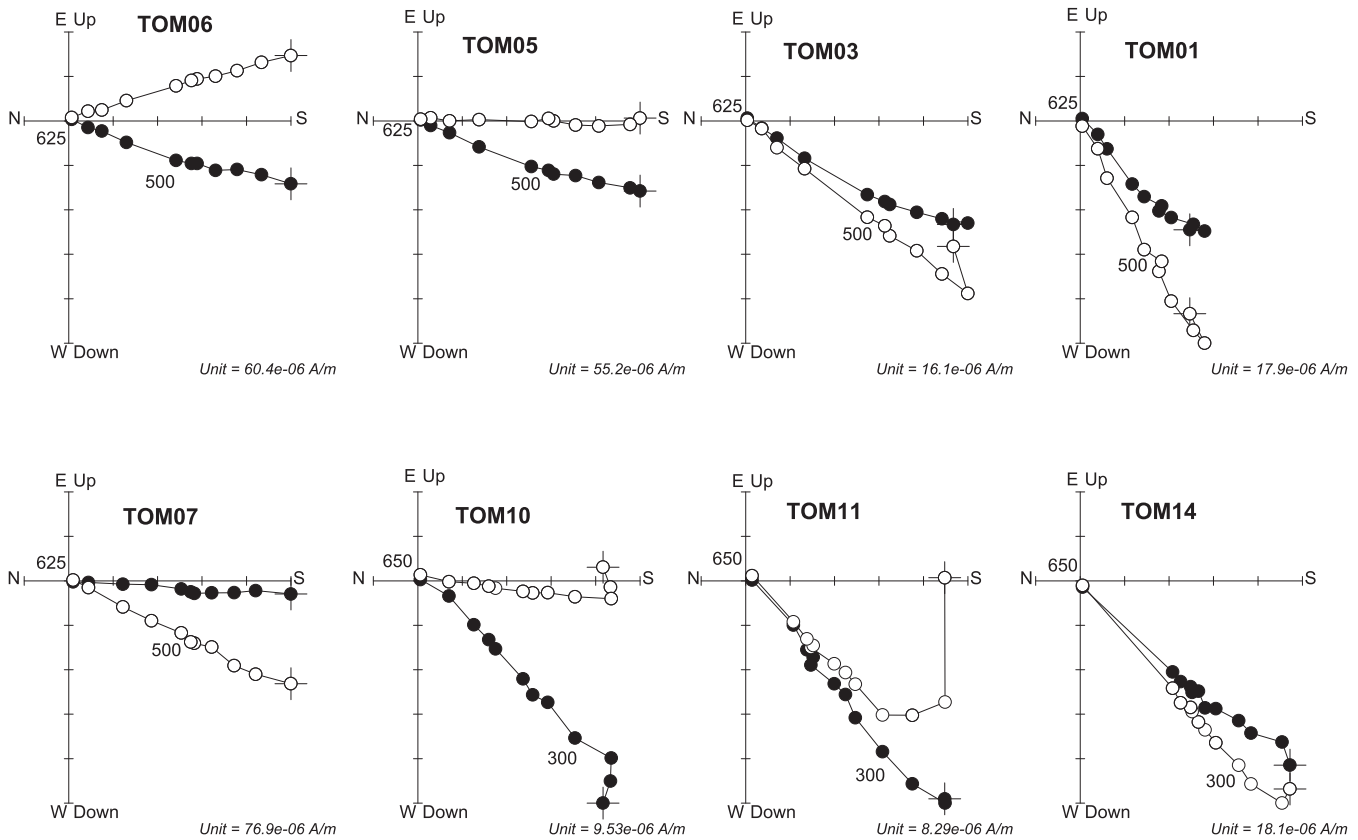 E Up
TOM06
N
S
625
500
W Down
Unit = 60.4e-06 A/m
E Up
TOM05
N
S
625
500
W Down
Unit = 55.2e-06 A/m
E Up
TOM03
625
N
S
500
W Down
Unit = 16.1e-06 A/m
E Up
TOM01
625
N
S
500
W Down
Unit = 17.9e-06 A/m
E Up
TOM07
625
N
S
500
W Down
Unit = 76.9e-06 A/m
E Up
TOM10
650
N
S
300
W Down
Unit = 9.53e-06 A/m
E Up
TOM11
650
N
S
300
W Down
Unit = 8.29e-06 A/m
E Up
TOM14
650
N
S
300
W Down
Unit = 18.1e-06 A/m